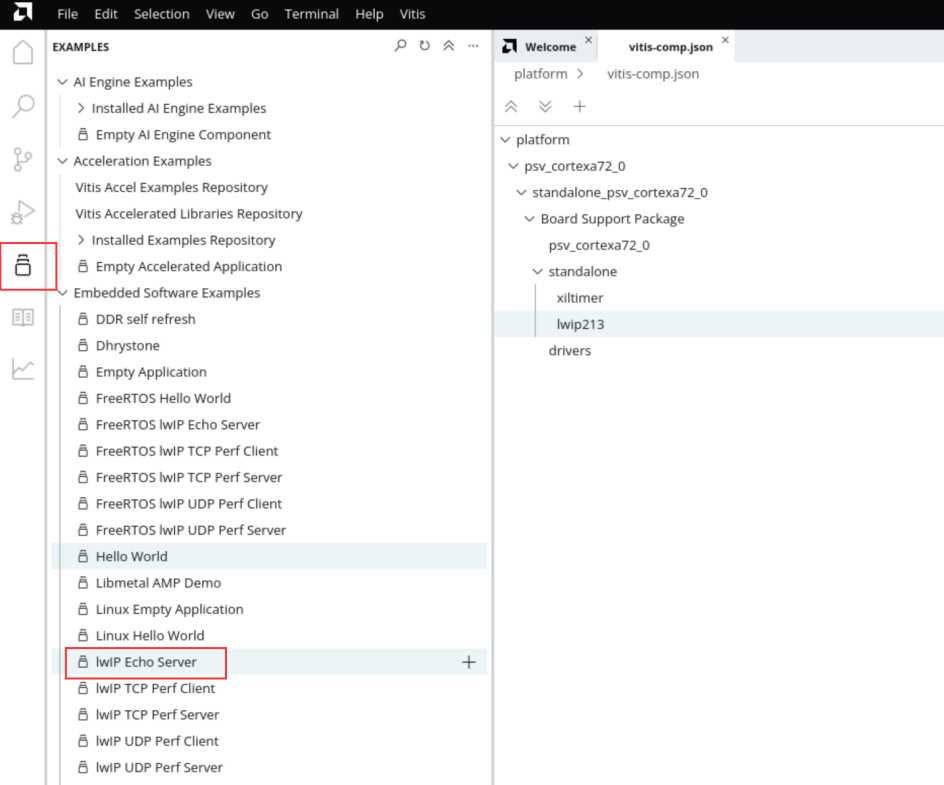 File Edit Selection View Go Terminal Help Vitis
EXAMPLES
AI Engine Examples
Installed AI Engine Examples
Empty AI Engine Component
Acceleration Examples
Vitis Accel Examples Repository
Vitis Accelerated Libraries Repository
Installed Examples Repository
Empty Accelerated Application
Embedded Software Examples
DDR self refresh
Dhrystone
Empty Application
FreeRTOS Hello World
FreeRTOS lwIP Echo Server
FreeRTOS lwIP TCP Perf Client
FreeRTOS lwIP TCP Perf Server
FreeRTOS lwIP UDP Perf Client
FreeRTOS lwIP UDP Perf Server
Hello World
Libmetal AMP Demo
Linux Empty Application
Linux Hello World
lwIP Echo Server
lwIP TCP Perf Client
lwIP TCP Perf Server
lwIP UDP Perf Client
lwIP UDP Perf Server
Welcome vitis-comp.json
platform > vitis-comp.json
platform
psv_cortexa72_0
standalone_psv_cortexa72_0
Board Support Package
psv_cortexa72_0
standalone
xiltimer
lwip213
drivers